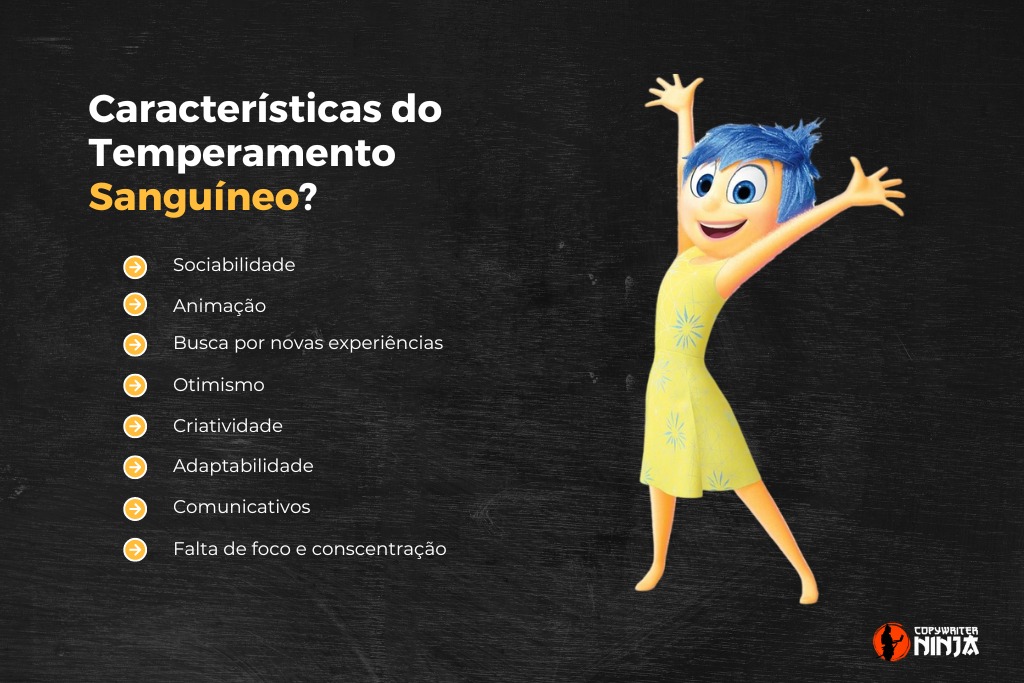 Características do
Temperamento
Sanguíneo?
Sociabilidade
Animação
Busca por novas experiências
Otimismo
Criatividade
Adaptabilidade
Comunicativos
Falta de foco e conscentração
COPYWRITER
NINJA